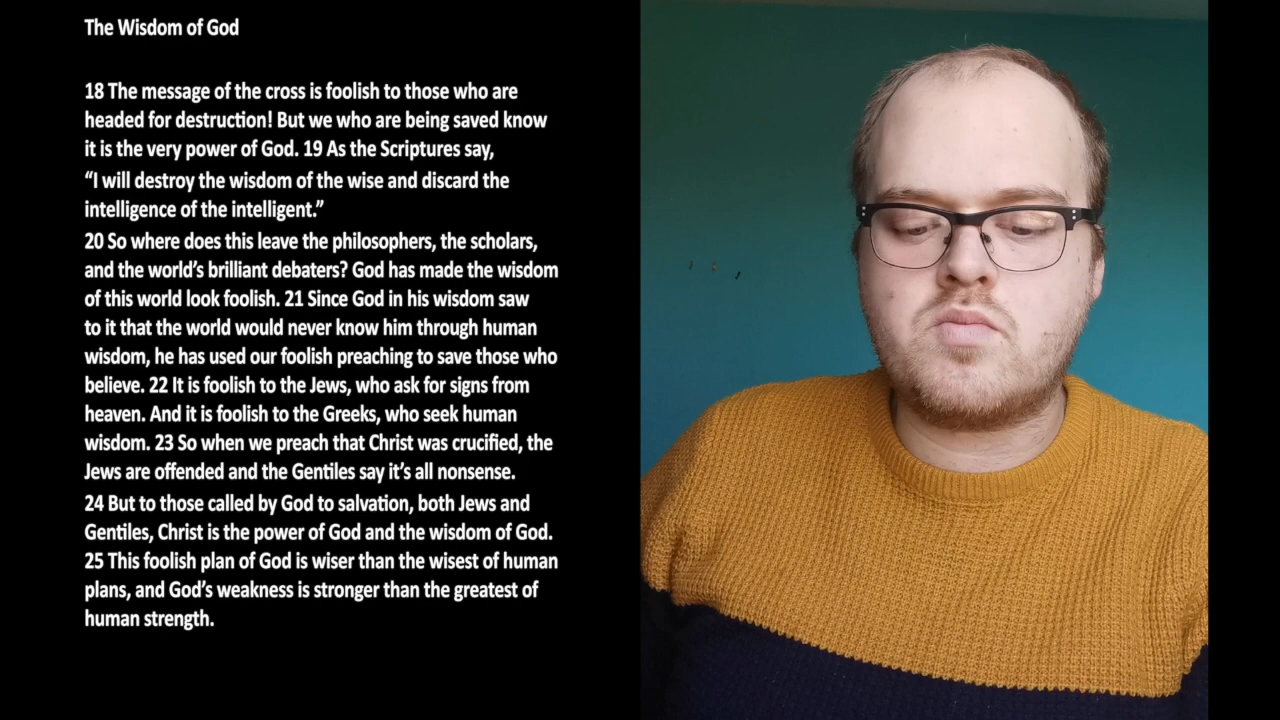 The Wisdom of God
18 The message of the cross is foolish to those who are
headed for destruction! But we who are being saved know
it is the very power of God. 19 As the Scriptures say,
“I will destroy the wisdom of the wise and discard the
intelligence of the intelligent.”
20 So where does this leave the philosophers, the scholars,
and the world’s brilliant debaters? God has made the wisdom
of this world look foolish. 21 Since God in his wisdom saw
to it that the world would never know him through human
wisdom, he has used our foolish preaching to save those who
believe. 22 It is foolish to the Jews, who ask for signs from
heaven. And it is foolish to the Greeks, who seek human
wisdom. 23 So when we preach that Christ was crucified, the
Jews are offended and the Gentiles say it’s all nonsense.
24 But to those called by God to salvation, both Jews and
Gentiles, Christ is the power of God and the wisdom of God.
25 This foolish plan of God is wiser than the wisest of human
plans, and God’s weakness is stronger than the greatest of
human strength.